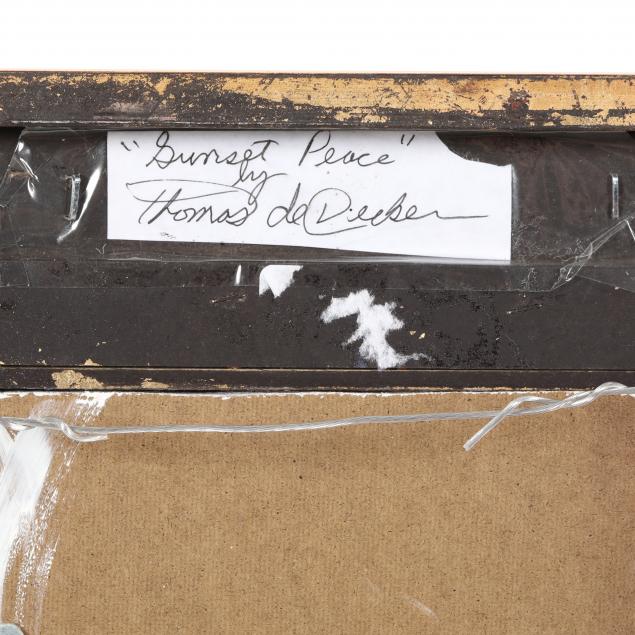 "Sunset Peace"
by
Thomas deDecker